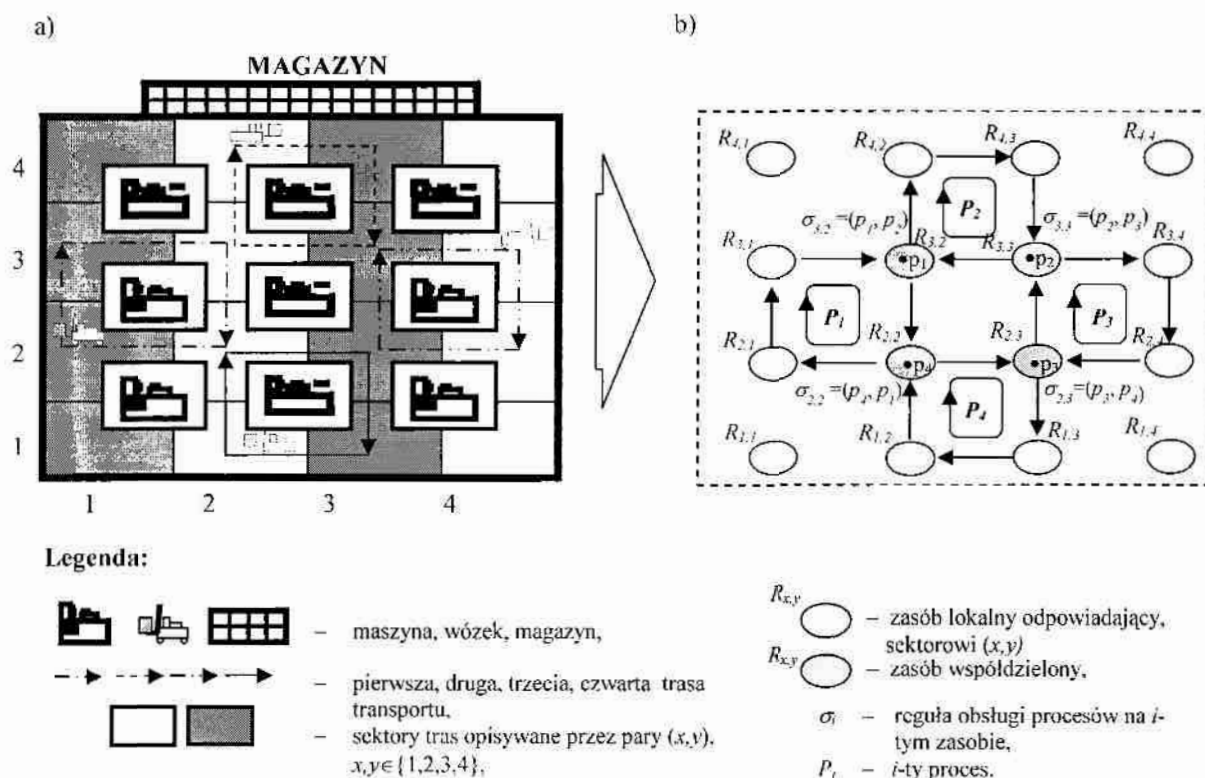 a)
b)
MAGAZYN
4
3
2
1
1 2 3 4
R4,1 R4,2 R4,3 R4,4
P2
σ3,2 =(p1, p2) σ3,3 =(p2, p3)
R3,1 R3,2 R3,3 R3,4
p1 p2
P1 P3
R2,1 R2,2 R2,3
p4 p3
σ2,2 =(p4, p1) σ2,3 =(p3, p4)
P4
R1,1 R1,2 R1,3 R1,4
Legenda:
– maszyna, wózek, magazyn,
– pierwsza, druga, trzecia, czwarta trasa
transportu,
– sektory tras opisywane przez pary (x,y),
x,y∈{1,2,3,4},
Rx,y – zasób lokalny odpowiadający,
sektorowi (x,y)
Rx,y – zasób współdzielony,
σi – reguła obsługi procesów na i-
tym zasobie,
Pi – i-ty proces,